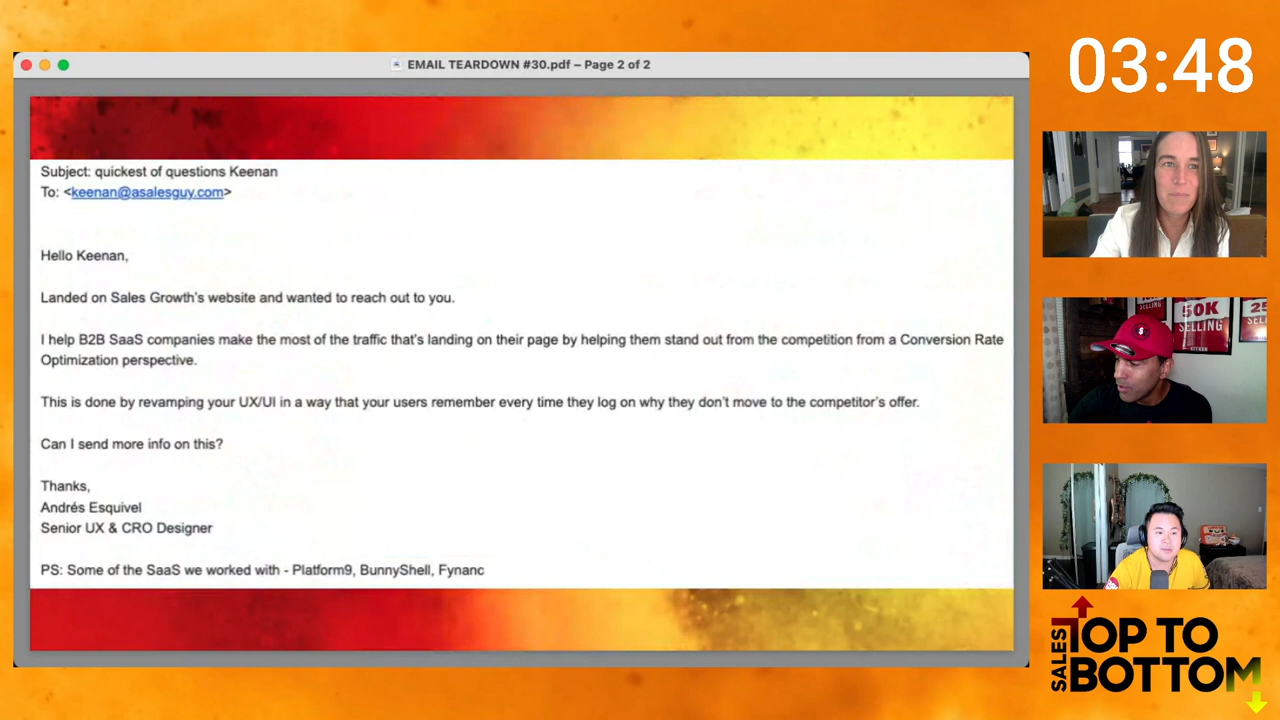 EMAIL TEARDOWN #30.pdf – Page 2 of 2
03:48
Subject: quickest of questions Keenan
To: <keenan@asalesguy.com>
Hello Keenan,
Landed on Sales Growth's website and wanted to reach out to you.
I help B2B SaaS companies make the most of the traffic that's landing on their page by helping them stand out from the competition from a Conversion Rate
Optimization perspective.
This is done by revamping your UX/UI in a way that your users remember every time they log on why they don't move to the competitor's offer.
Can I send more info on this?
Thanks,
Andrés Esquivel
Senior UX & CRO Designer
PS: Some of the SaaS we worked with - Platform9, BunnyShell, Fynanc
50K
SELLING
SALES
TOP TO
BOTTOM